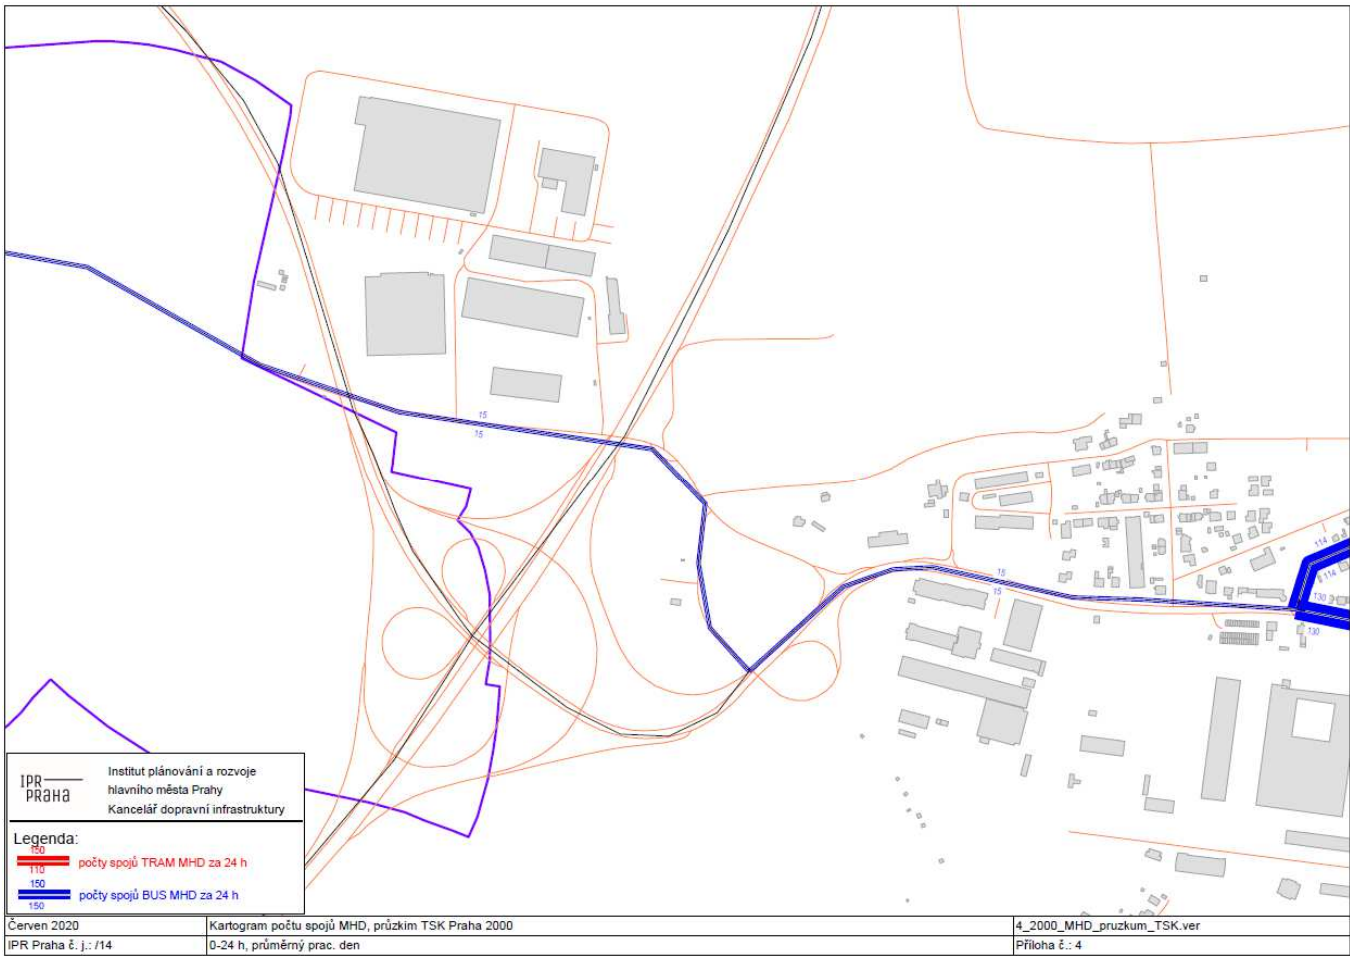 15
15
15
15
114
114
130
130
IPR
PRAHA
Institut plánování a rozvoje
hlavního města Prahy
Kancelář dopravní infrastruktury
Legenda:
150
110
počty spojů TRAM MHD za 24 h
150
150
počty spojů BUS MHD za 24 h
Červen 2020
Kartogram počtu spojů MHD, průzkim TSK Praha 2000
4_2000_MHD_pruzkum_TSK.ver
IPR Praha č. j.: /14
0-24 h, průměrný prac. den
Příloha č.: 4